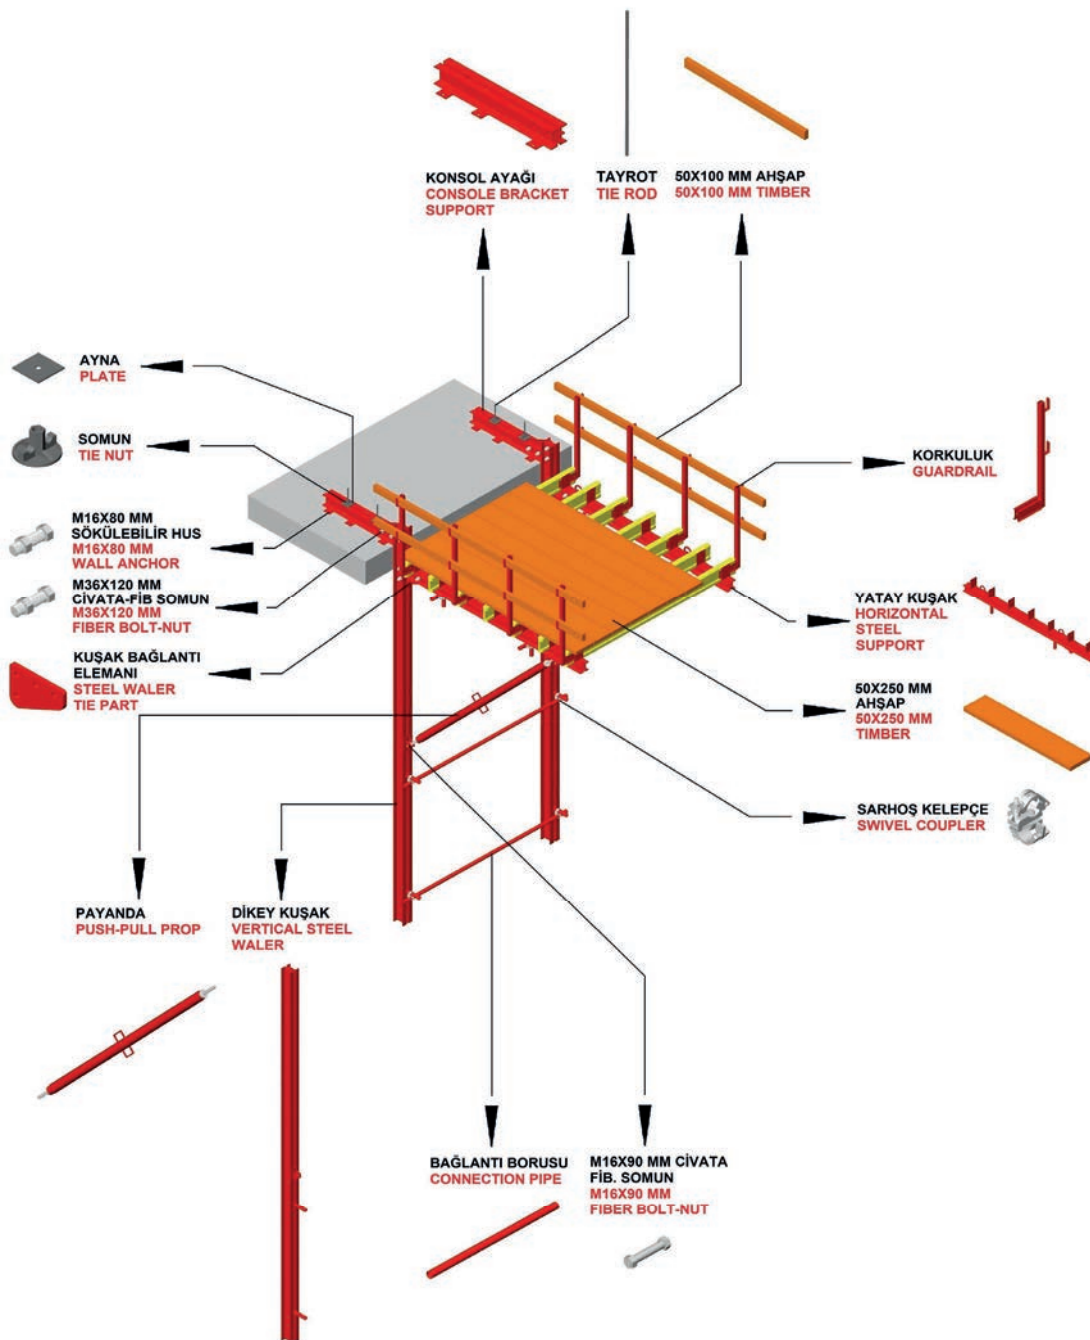 KONSOL AYAĞI
CONSOLE BRACKET
SUPPORT
TAYROT
TIE ROD
50X100 MM AHŞAP
50X100 MM TIMBER
AYNA
PLATE
SOMUN
TIE NUT
M16X80 MM
SÖKÜLEBİLİR HUS
M16X80 MM
WALL ANCHOR
M36X120 MM
CİVATA-FİB SOMUN
M36X120 MM
FIBER BOLT-NUT
KUŞAK BAĞLANTI
ELEMANI
STEEL WALER
TIE PART
KORKULUK
GUARDRAIL
YATAY KUŞAK
HORIZONTAL
STEEL
SUPPORT
50X250 MM
AHŞAP
50X250 MM
TIMBER
SARHOŞ KELEPÇE
SWIVEL COUPLER
PAYANDA
PUSH-PULL PROP
DİKEY KUŞAK
VERTICAL STEEL
WALER
BAĞLANTI BORUSU
CONNECTION PIPE
M16X90 MM CİVATA
FİB. SOMUN
M16X90 MM
FIBER BOLT-NUT